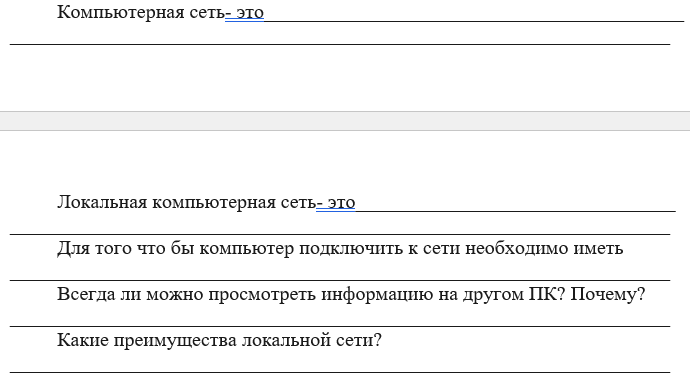 Компьютерная сеть- это
Локальная компьютерная сеть- это
Для того что бы компьютер подключить к сети необходимо иметь
Всегда ли можно просмотреть информацию на другом ПК? Почему?
Какие преимущества локальной сети?